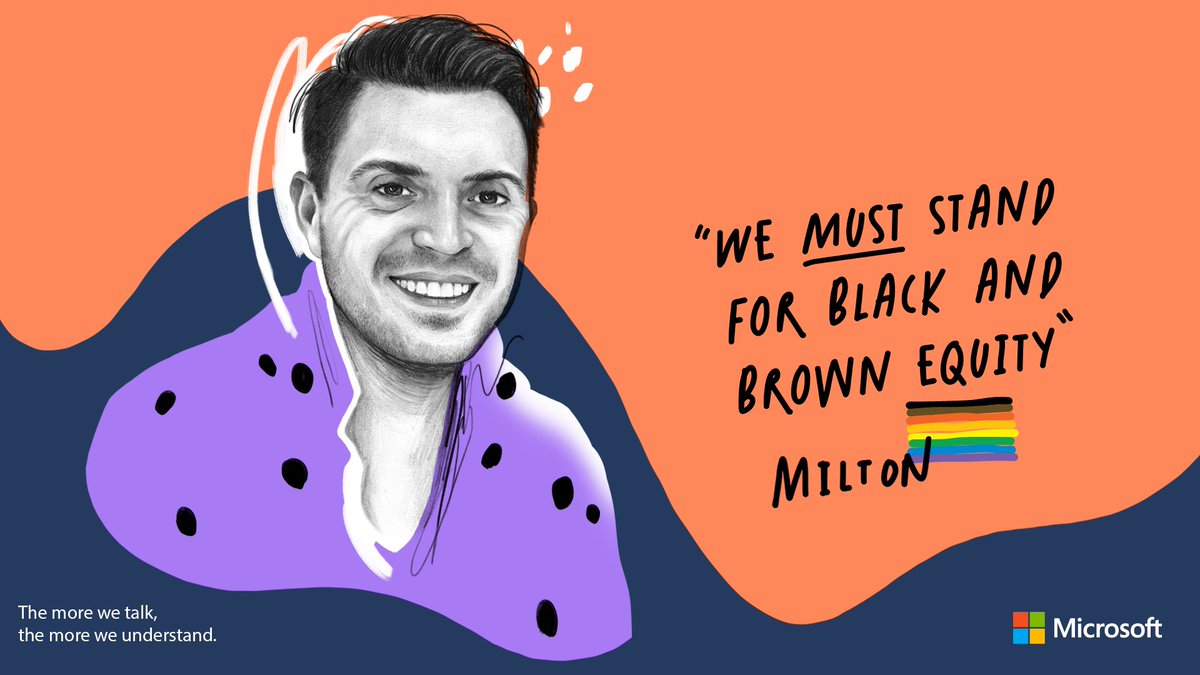 “WE MUST STAND
FOR BLACK AND
BROWN EQUITY“
MILTON
The more we talk,
the more we understand.
Microsoft